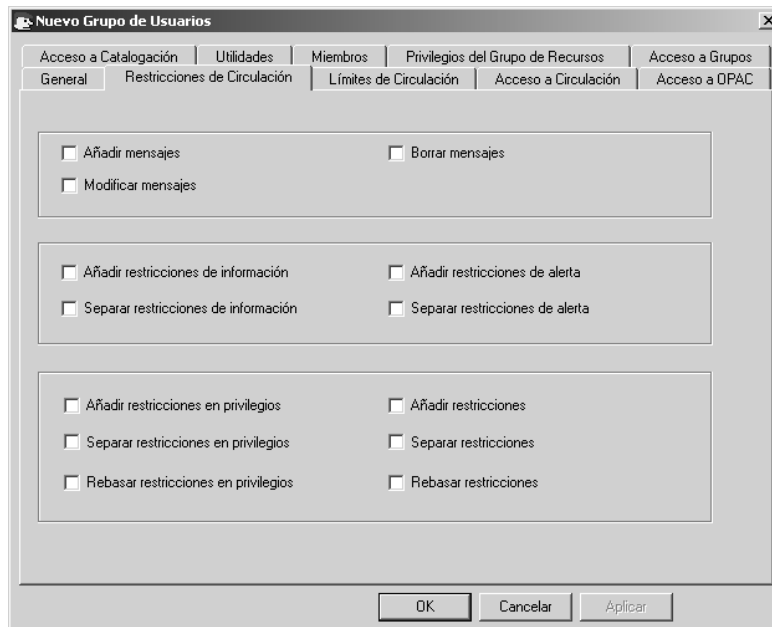 Nuevo Grupo de Usuarios
Acceso a Catalogación Utilidades Miembros Privilegios del Grupo de Recursos Acceso a Grupos
General Restricciones de Circulación Límites de Circulación Acceso a Circulación Acceso a OPAC
Añadir mensajes Borrar mensajes
Modificar mensajes
Añadir restricciones de información Añadir restricciones de alerta
Separar restricciones de información Separar restricciones de alerta
Añadir restricciones en privilegios Añadir restricciones
Separar restricciones en privilegios Separar restricciones
Rebasar restricciones en privilegios Rebasar restricciones
OK Cancelar Aplicar